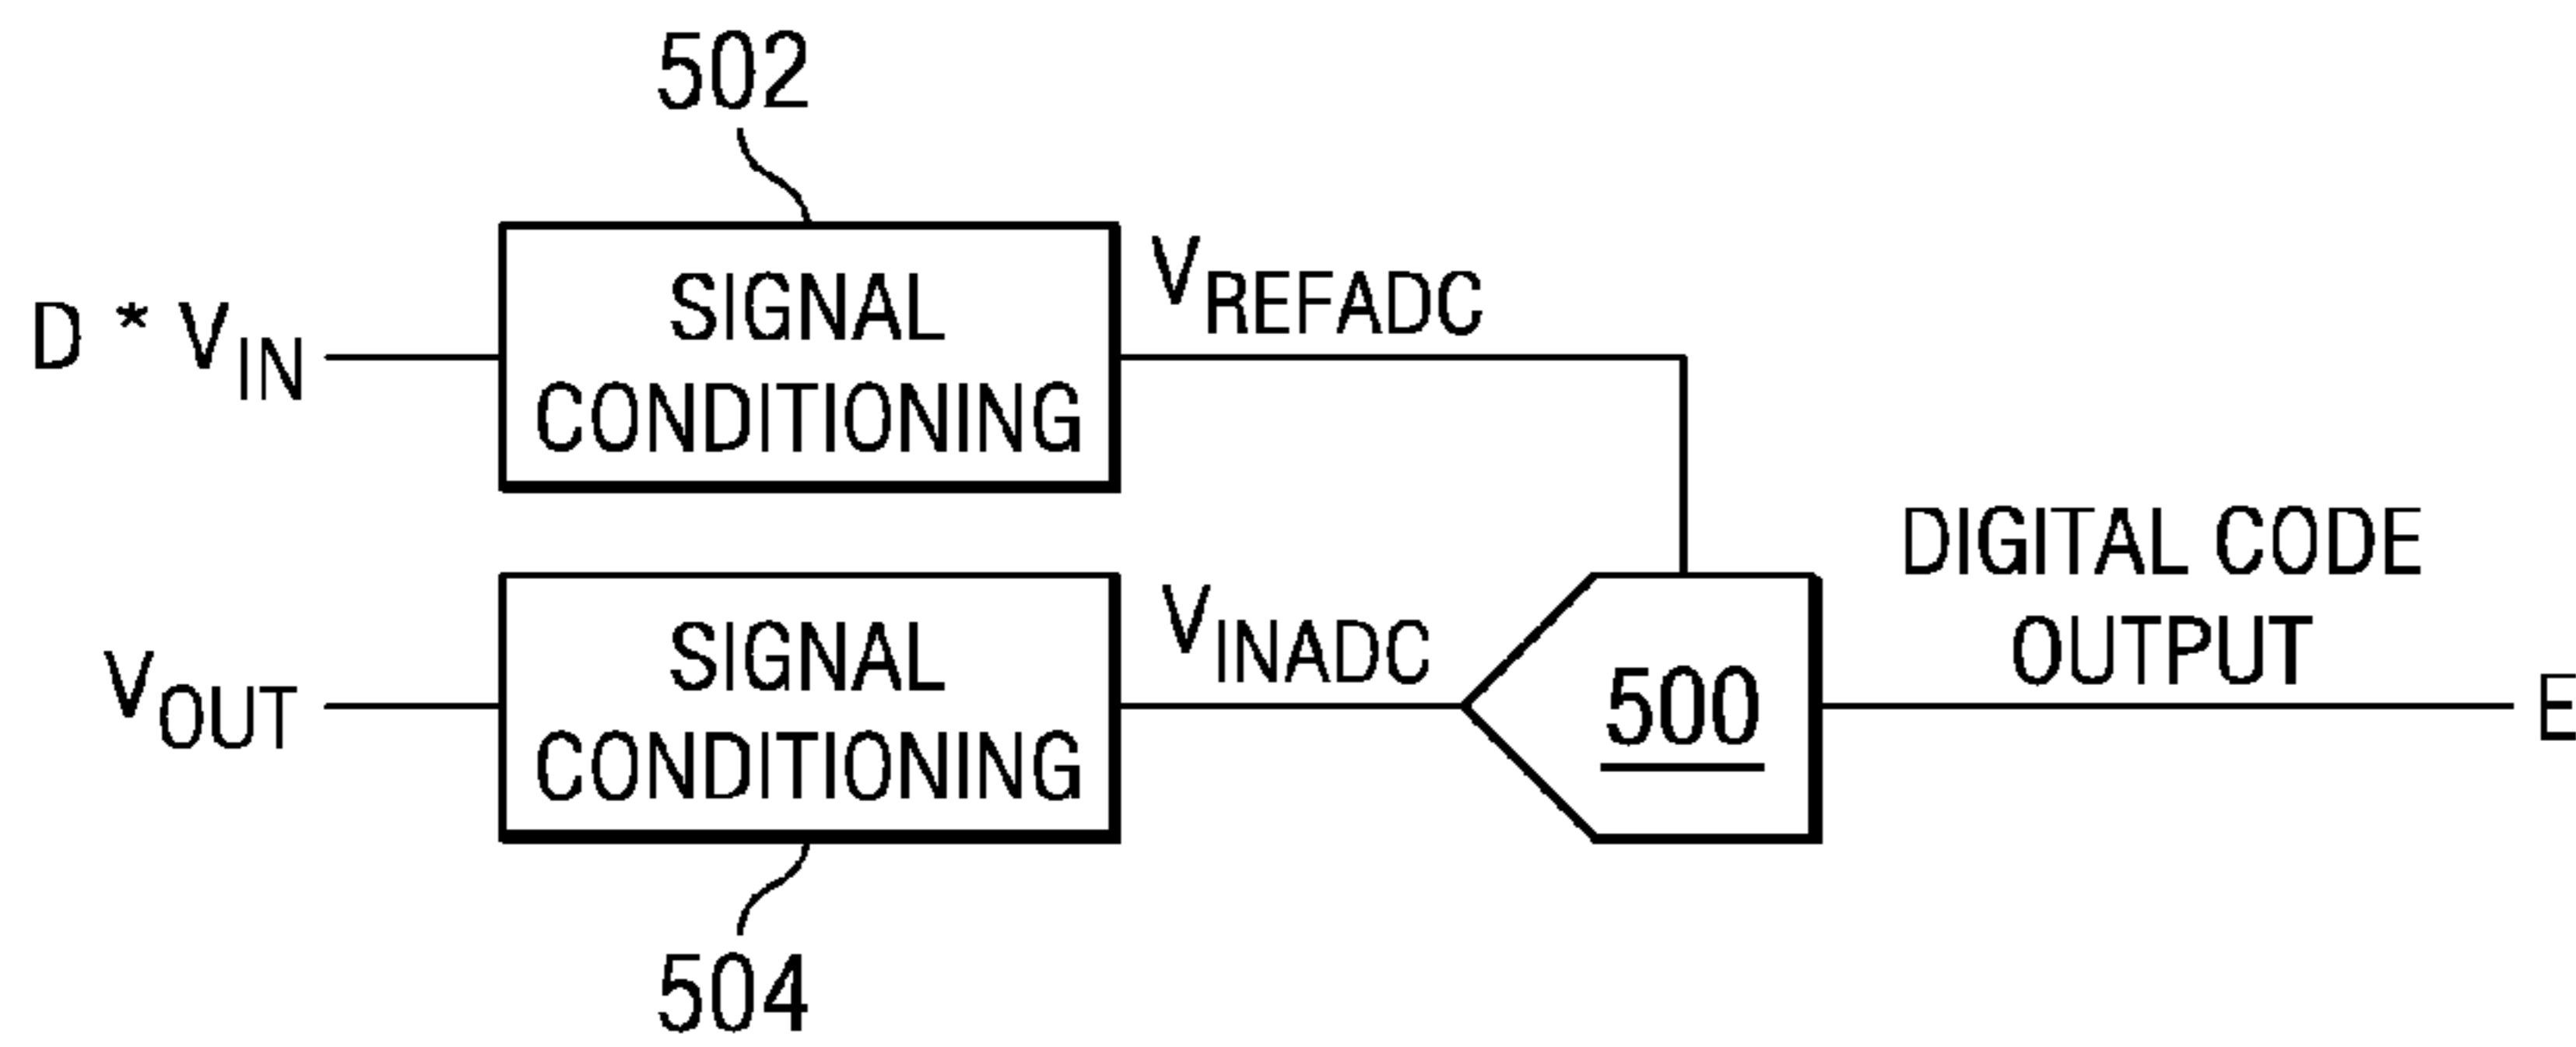 502
D * VIN
SIGNAL
CONDITIONING
VREFADC
VOUT
SIGNAL
CONDITIONING
VINADC
500
DIGITAL CODE
OUTPUT
E
504